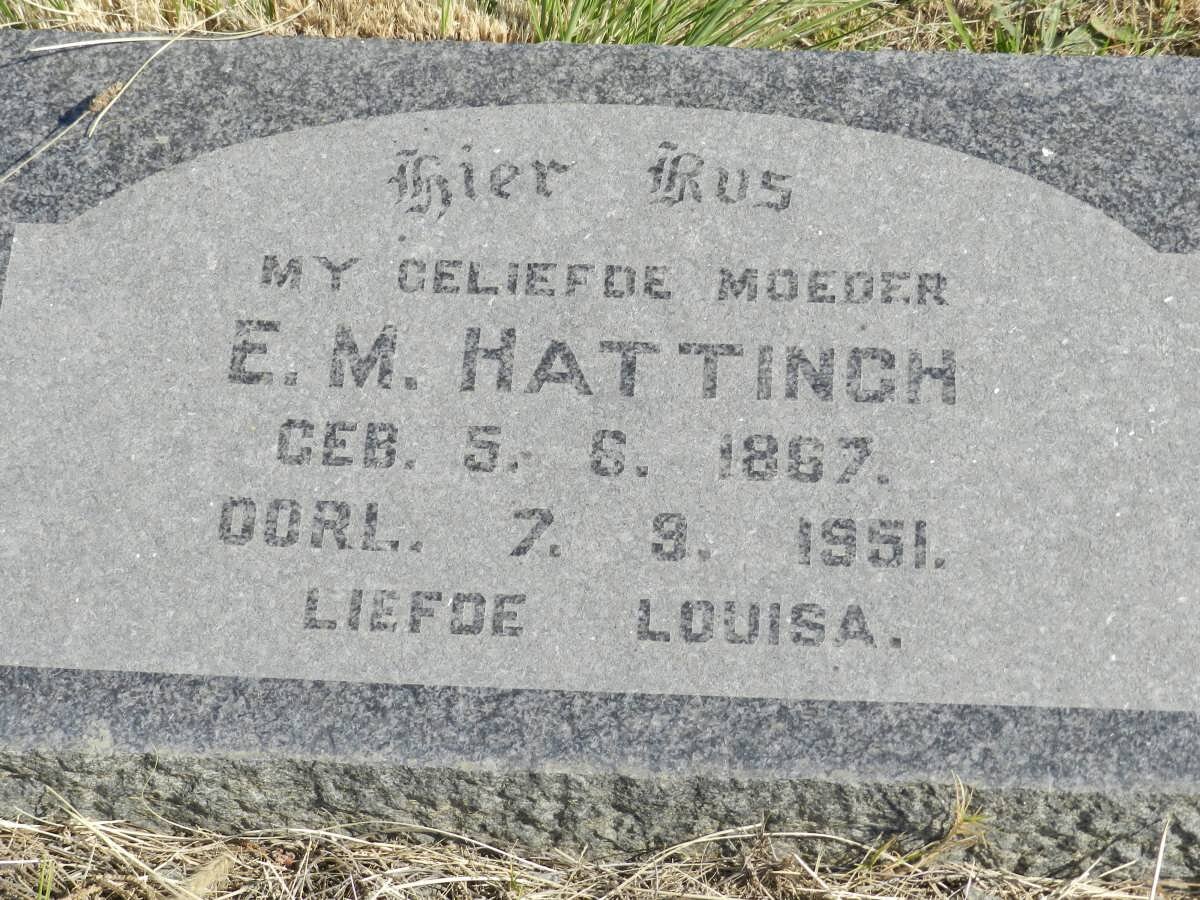 Hier Rus
MY GELIEFDE MOEDER
E. M. HATTINGH
GEB. 5. 6. 1867.
OORL. 7. 9. 1951.
LIEFDE LOUISA.